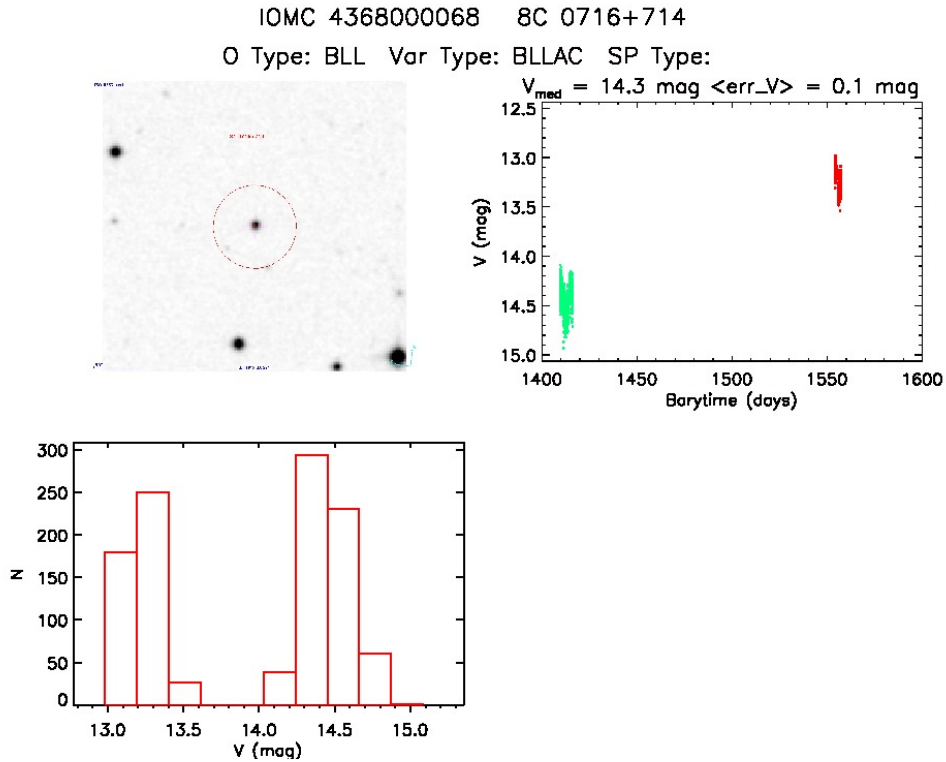 IOMC 4368000068 8C 0716+714
O Type: BLL Var Type: BLLAC SP Type:
V_med = 14.3 mag <err_V> = 0.1 mag
8C 0716+714
12.5
13.0
13.5
14.0
14.5
15.0
V (mag)
1400 1450 1500 1550 1600
Barytime (days)
300
250
200
150
100
50
0
N
13.0 13.5 14.0 14.5 15.0
V (mag)